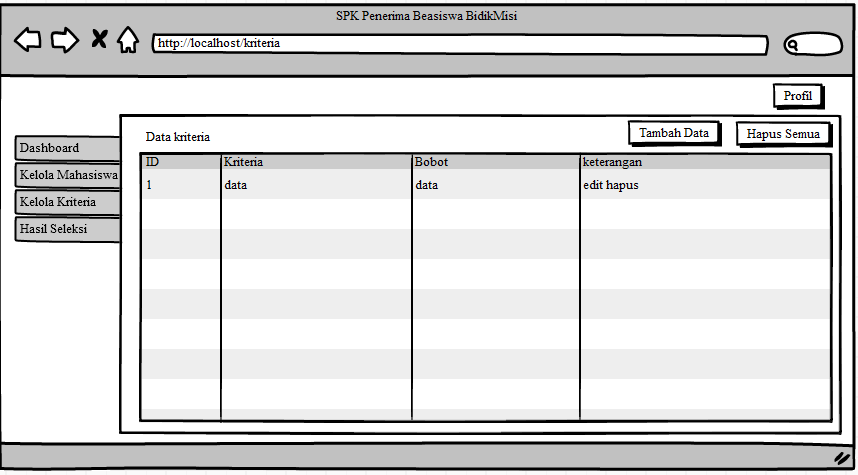 SPK Penerima Beasiswa BidikMisi
http://localhost/kriteria
Profil
Data kriteria
Tambah Data
Hapus Semua
Dashboard
Kelola Mahasiswa
Kelola Kriteria
Hasil Seleksi
ID Kriteria Bobot keterangan
1 data data edit hapus